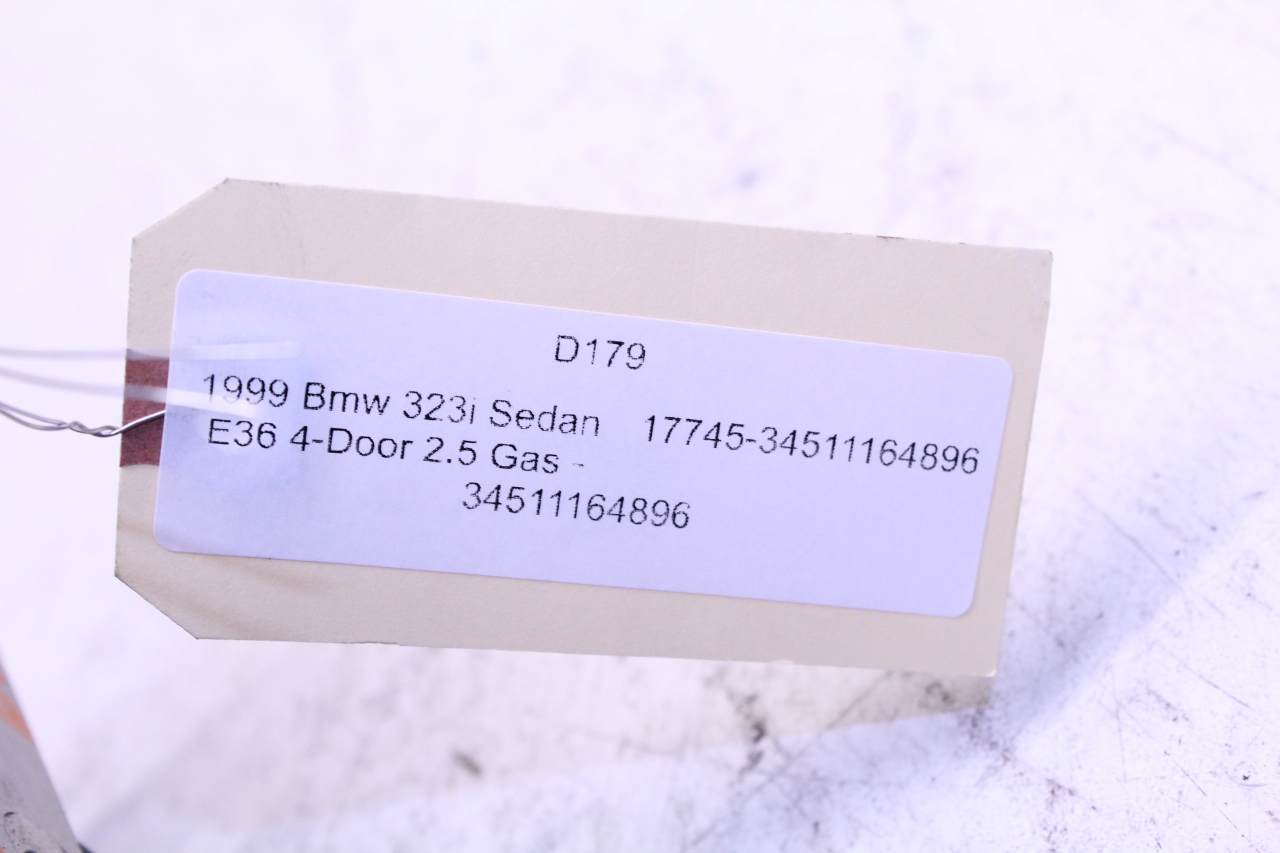 D179
1999 Bmw 323i Sedan 17745-34511164896
E36 4-Door 2.5 Gas -
34511164896